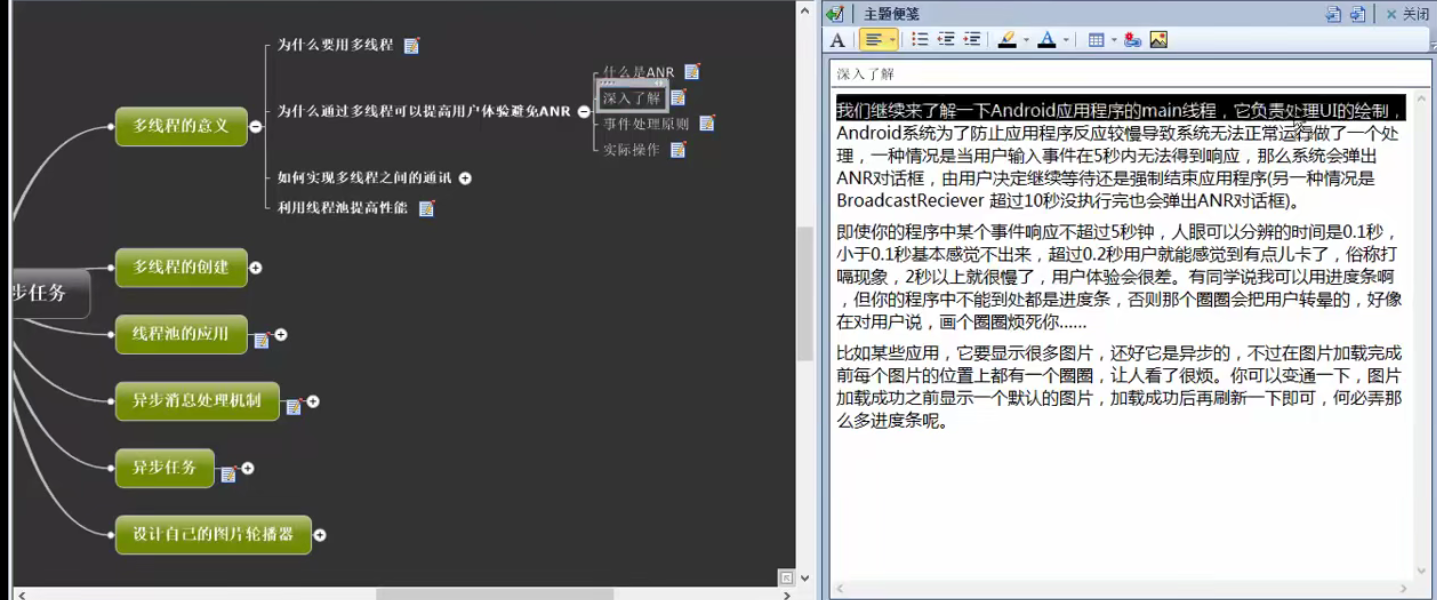 为什么要用多线程
什么是ANR
深入了解
为什么通过多线程可以提高用户体验避免ANR
多线程的意义
事件处理原则
实际操作
如何实现多线程之间的通讯
利用线程池提高性能
多线程的创建
步任务
线程池的应用
异步消息处理机制
异步任务
设计自己的图片轮播器
主题便笺
关闭
A
A
深入了解
我们继续来了解一下Android应用程序的main线程，它负责处理UI的绘制，
Android系统为了防止应用程序反应较慢导致系统无法正常运行做了一个处
理，一种情况是当用户输入事件在5秒内无法得到响应，那么系统会弹出
ANR对话框，由用户决定继续等待还是强制结束应用程序(另一种情况是
BroadcastReciever 超过10秒没执行完也会弹出ANR对话框)。
即使你的程序中某个事件响应不超过5秒钟，人眼可以分辨的时间是0.1秒，
小于0.1秒基本感觉不出来，超过0.2秒用户就能感觉到有点儿卡了，俗称打
嗝现象，2秒以上就很慢了，用户体验会很差。有同学说我可以用进度条啊
，但你的程序中不能到处都是进度条，否则那个圈圈会把用户转晕的，好像
在对用户说，画个圈圈烦死你......
比如某些应用，它要显示很多图片，还好它是异步的，不过在图片加载完成
前每个图片的位置上都有一个圈圈，让人看了很烦。你可以变通一下，图片
加载成功之前显示一个默认的图片，加载成功后再刷新一下即可，何必弄那
么多进度条呢。